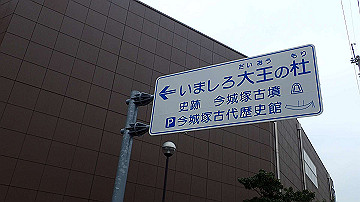 だいおう もり
←いましろ大王の杜
史跡 今城塚古墳
P今城塚古代歴史館